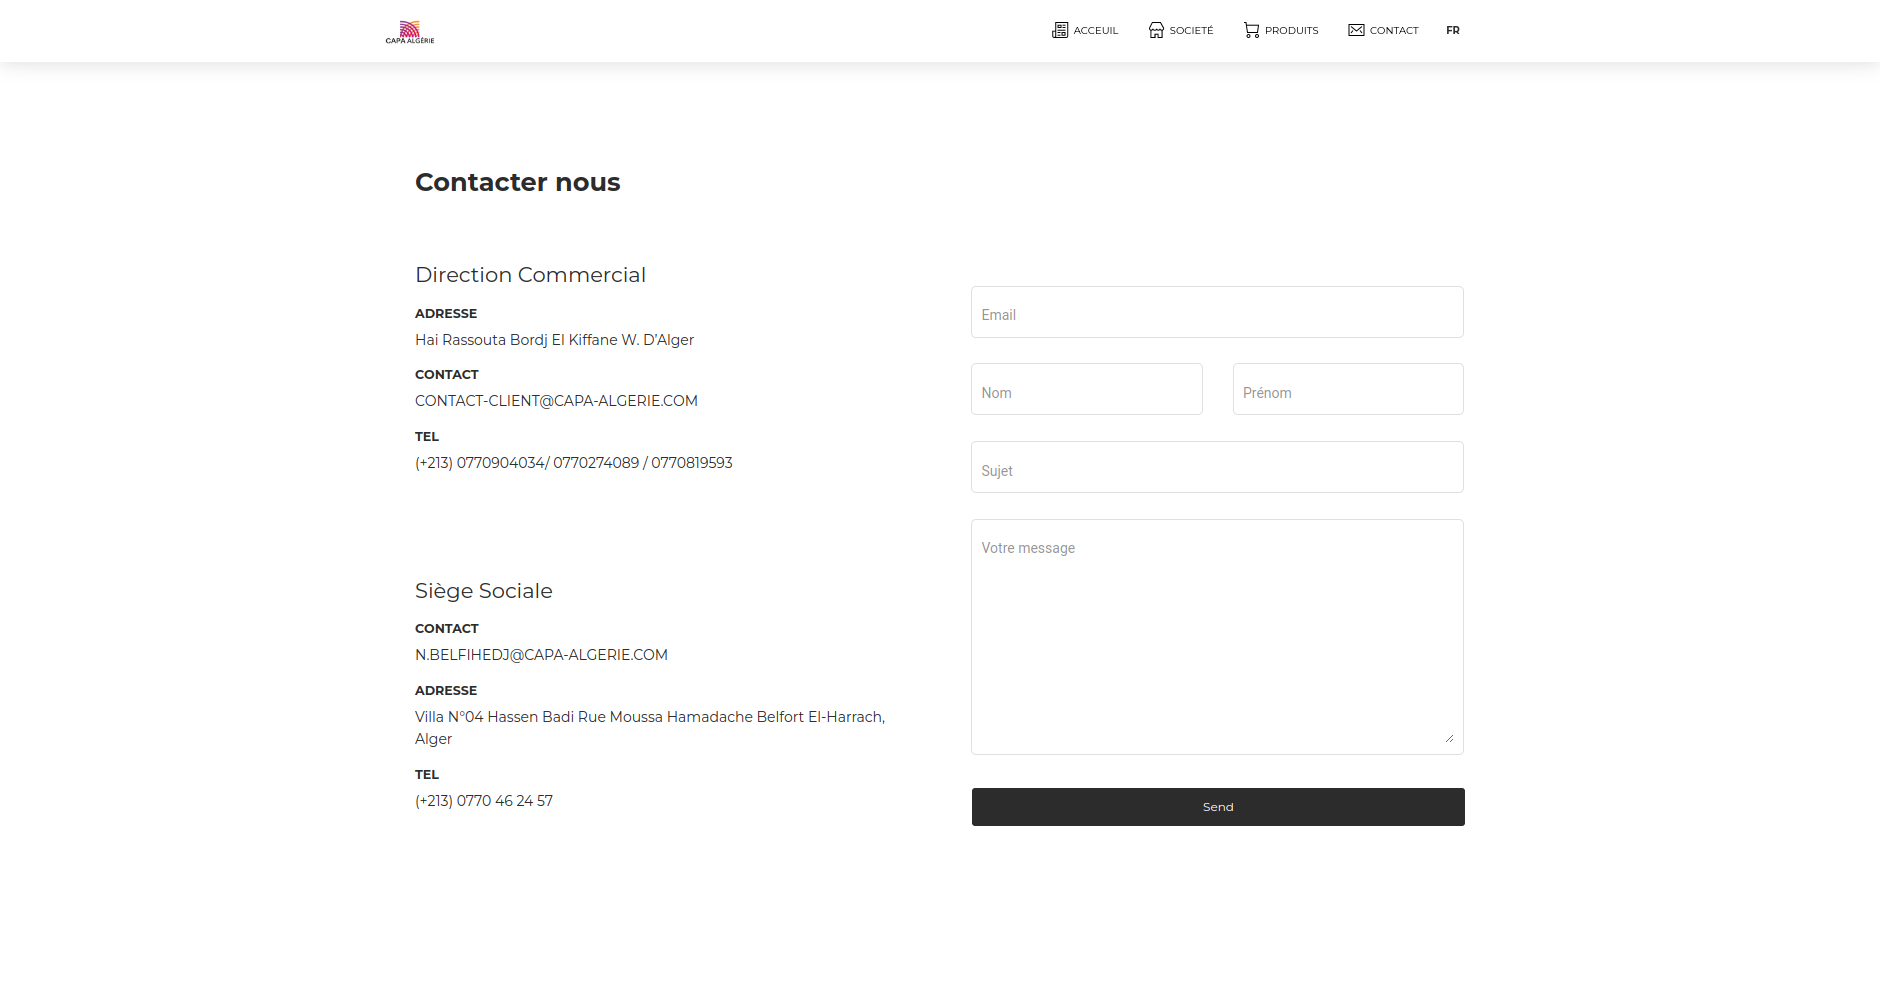 CAPA ALGÉRIE
ACCEUIL SOCIETÉ PRODUITS CONTACT FR
Contacter nous
Direction Commercial
ADRESSE
Hai Rassouta Bordj El Kiffane W. D’Alger
CONTACT
CONTACT-CLIENT@CAPA-ALGERIE.COM
TEL
(+213) 0770904034/ 0770274089 / 0770819593
Siège Sociale
CONTACT
N.BELFIHEDJ@CAPA-ALGERIE.COM
ADRESSE
Villa N°04 Hassen Badi Rue Moussa Hamadache Belfort El-Harrach,
Alger
TEL
(+213) 0770 46 24 57
Email
Nom Prénom
Sujet
Votre message
Send